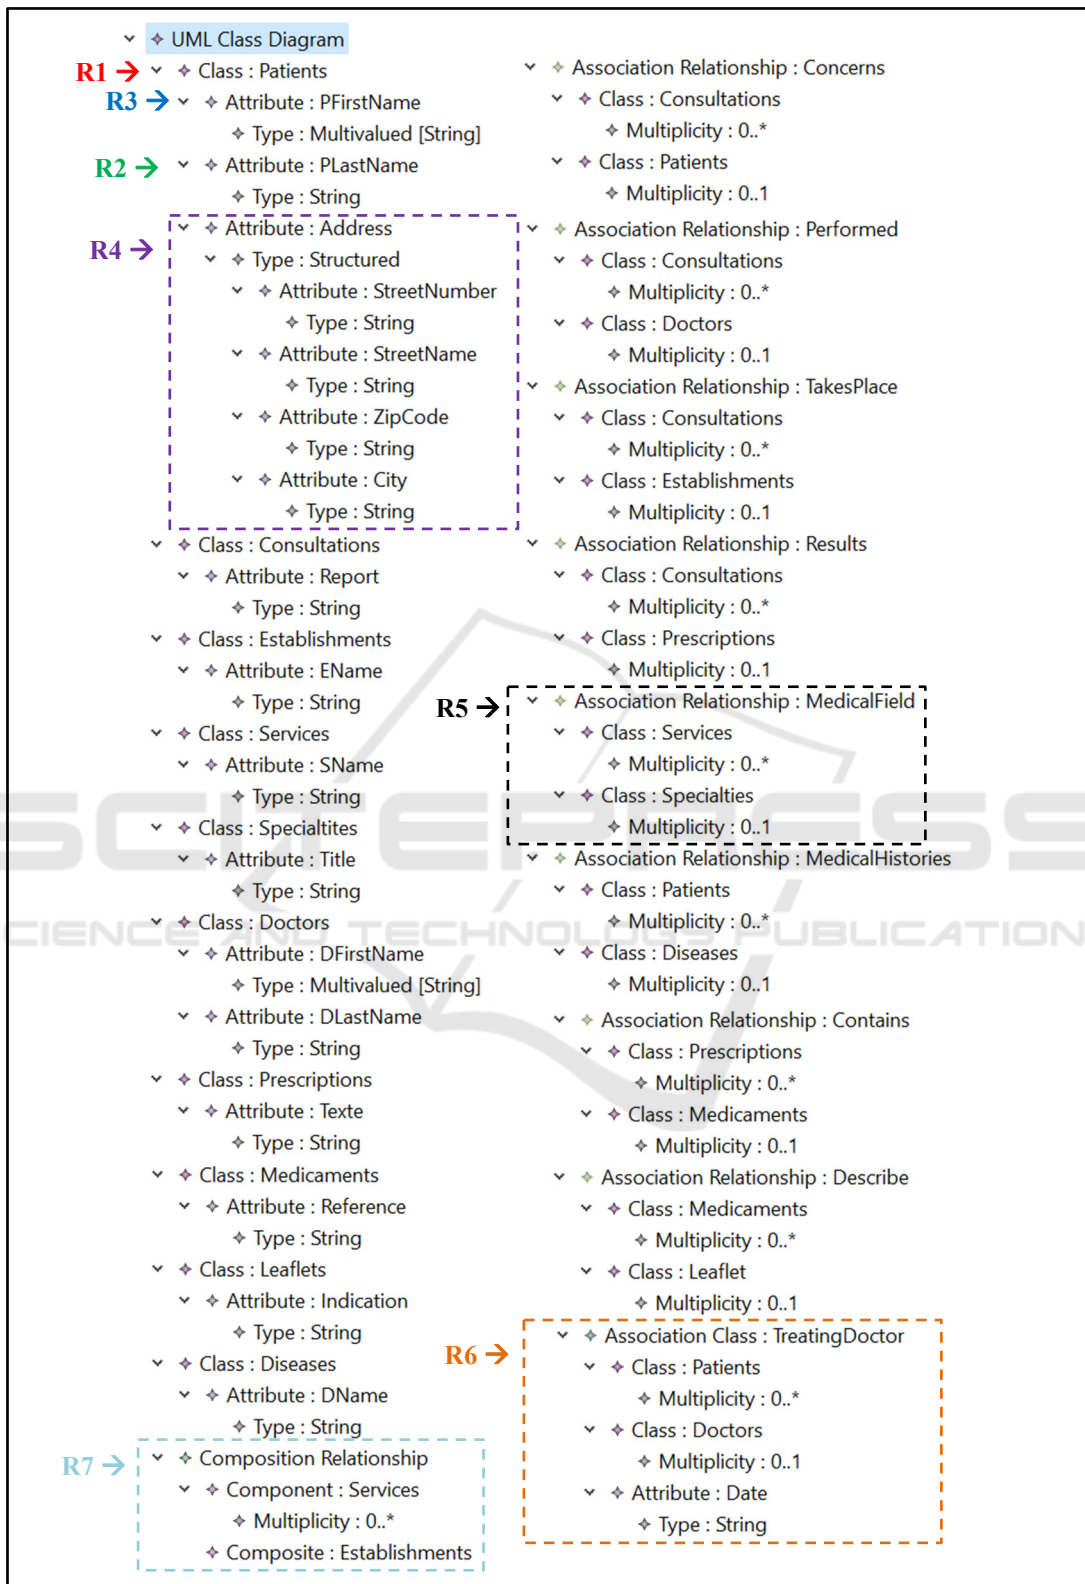 UML Class Diagram
R1 → Class : Patients
R3 → Attribute : PFirstName
Type : Multivalued [String]
R2 → Attribute : PLastName
Type : String
R4 → Attribute : Address
Type : Structured
Attribute : StreetNumber
Type : String
Attribute : StreetName
Type : String
Attribute : ZipCode
Type : String
Attribute : City
Type : String
Class : Consultations
Attribute : Report
Type : String
Class : Establishments
Attribute : EName
Type : String
Class : Services
Attribute : SName
Type : String
Class : Specialtites
Attribute : Title
Type : String
Class : Doctors
Attribute : DFirstName
Type : Multivalued [String]
Attribute : DLastName
Type : String
Class : Prescriptions
Attribute : Texte
Type : String
Class : Medicaments
Attribute : Reference
Type : String
Class : Leaflets
Attribute : Indication
Type : String
Class : Diseases
Attribute : DName
Type : String
R7 → Composition Relationship
Component : Services
Multiplicity : 0..*
Composite : Establishments
Association Relationship : Concerns
Class : Consultations
Multiplicity : 0..*
Class : Patients
Multiplicity : 0..1
Association Relationship : Performed
Class : Consultations
Multiplicity : 0..*
Class : Doctors
Multiplicity : 0..1
Association Relationship : TakesPlace
Class : Consultations
Multiplicity : 0..*
Class : Establishments
Multiplicity : 0..1
Association Relationship : Results
Class : Consultations
Multiplicity : 0..*
Class : Prescriptions
Multiplicity : 0..1
R5 → Association Relationship : MedicalField
Class : Services
Multiplicity : 0..*
Class : Specialties
Multiplicity : 0..1
Association Relationship : MedicalHistories
Class : Patients
Multiplicity : 0..*
Class : Diseases
Multiplicity : 0..1
Association Relationship : Contains
Class : Prescriptions
Multiplicity : 0..*
Class : Medicaments
Multiplicity : 0..1
Association Relationship : Describe
Class : Medicaments
Multiplicity : 0..*
Class : Leaflet
Multiplicity : 0..1
R6 → Association Class : TreatingDoctor
Class : Patients
Multiplicity : 0..*
Class : Doctors
Multiplicity : 0..1
Attribute : Date
Type : String
SCITEPRESS
SCIENCE AND TECHNOLOGY PUBLICATION